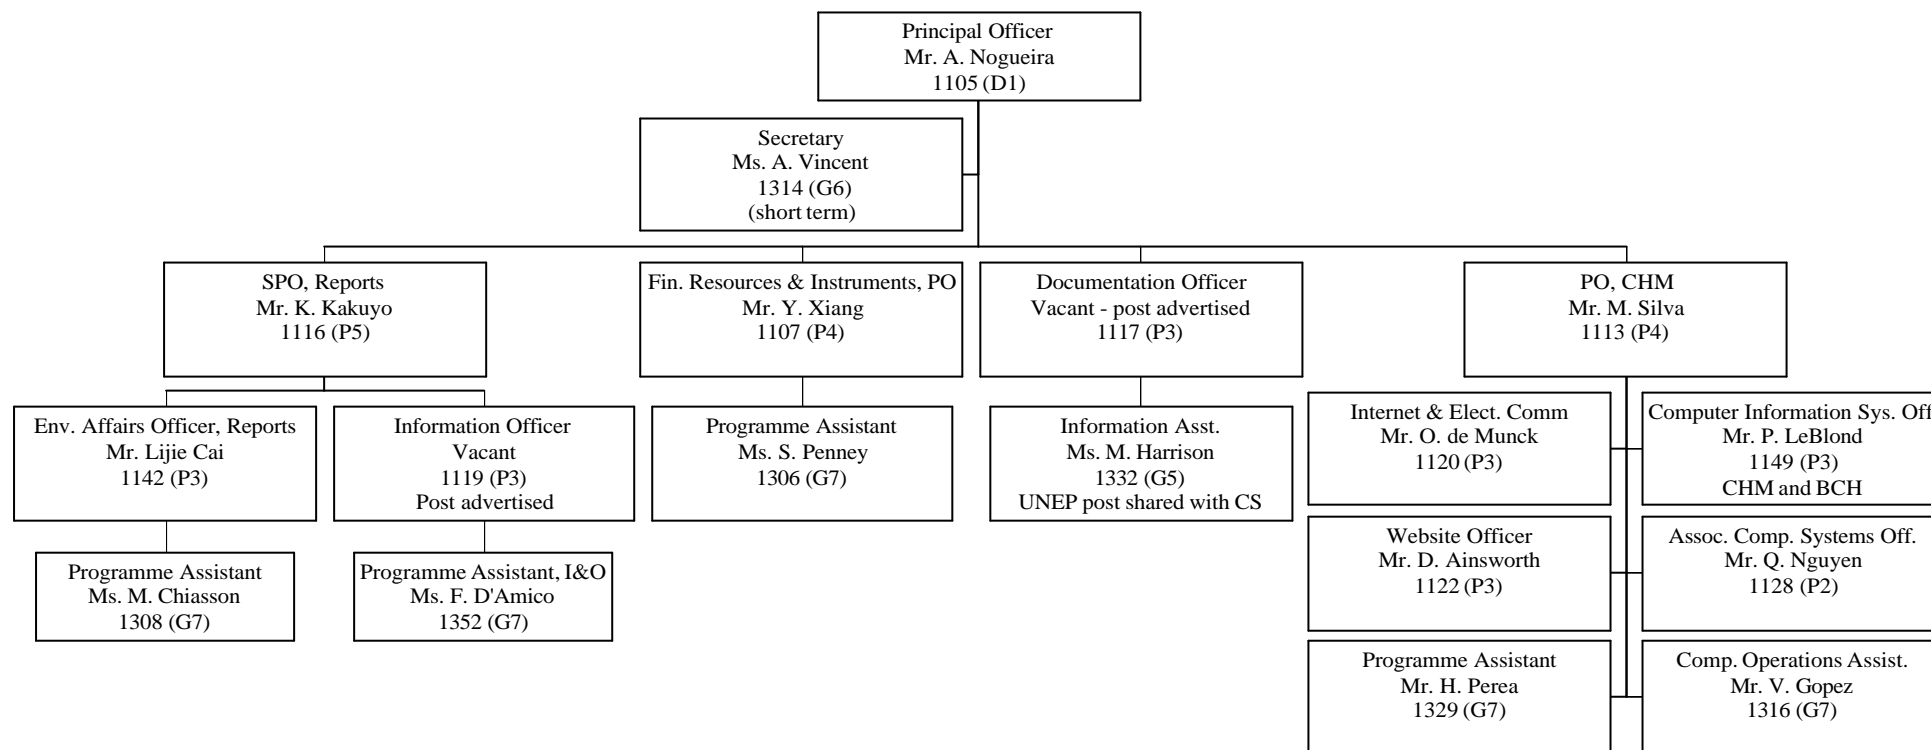 Principal Officer
Mr. A. Nogueira
1105 (D1)
Secretary
Ms. A. Vincent
1314 (G6)
(short term)
SPO, Reports
Mr. K. Kakuyo
1116 (P5)
Fin. Resources & Instruments, PO
Mr. Y. Xiang
1107 (P4)
Documentation Officer
Vacant - post advertised
1117 (P3)
PO, CHM
Mr. M. Silva
1113 (P4)
Env. Affairs Officer, Reports
Mr. Lijie Cai
1142 (P3)
Information Officer
Vacant
1119 (P3)
Post advertised
Programme Assistant
Ms. S. Penney
1306 (G7)
Information Asst.
Ms. M. Harrison
1332 (G5)
UNEP post shared with CS
Internet & Elect. Comm
Mr. O. de Munck
1120 (P3)
Computer Information Sys. Off
Mr. P. LeBlond
1149 (P3)
CHM and BCH
Programme Assistant
Ms. M. Chiasson
1308 (G7)
Programme Assistant, I&O
Ms. F. D'Amico
1352 (G7)
Website Officer
Mr. D. Ainsworth
1122 (P3)
Assoc. Comp. Systems Off.
Mr. Q. Nguyen
1128 (P2)
Programme Assistant
Mr. H. Perea
1329 (G7)
Comp. Operations Assist.
Mr. V. Gopez
1316 (G7)